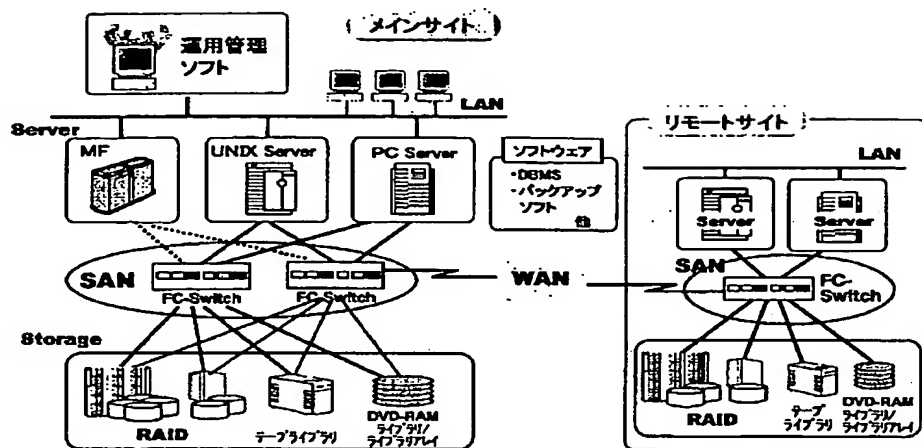 メインサイト
運用管理
ソフト
LAN
Server
MF
UNIX Server
PC Server
ソフトウェア
・DBMS
・バックアップ
ソフト
他
SAN
FC-Switch
FC-Switch
WAN
Storage
RAID
テープライブラリ
DVD-RAM
ライブラリ/
ライブラリアレイ
リモートサイト
LAN
Server
Server
SAN
FC-
Switch
RAID
テープ
ライブラリ
DVD-RAM
ライブラリ/
ライブラリアレイ